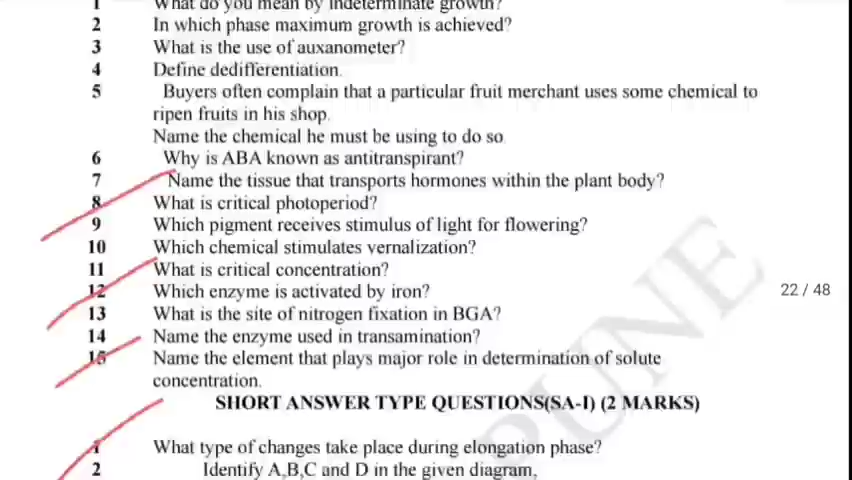 1 What do you mean by indeterminate growth?
2 In which phase maximum growth is achieved?
3 What is the use of auxanometer?
4 Define dedifferentiation.
5 Buyers often complain that a particular fruit merchant uses some chemical to
ripen fruits in his shop.
Name the chemical he must be using to do so.
6 Why is ABA known as antitranspirant?
7 Name the tissue that transports hormones within the plant body?
8 What is critical photoperiod?
9 Which pigment receives stimulus of light for flowering?
10 Which chemical stimulates vernalization?
11 What is critical concentration?
12 Which enzyme is activated by iron?
22 / 48
13 What is the site of nitrogen fixation in BGA?
14 Name the enzyme used in transamination?
15 Name the element that plays major role in determination of solute
concentration.
SHORT ANSWER TYPE QUESTIONS(SA-I) (2 MARKS)
1 What type of changes take place during elongation phase?
2 Identify A,B,C and D in the given diagram,
PUNE